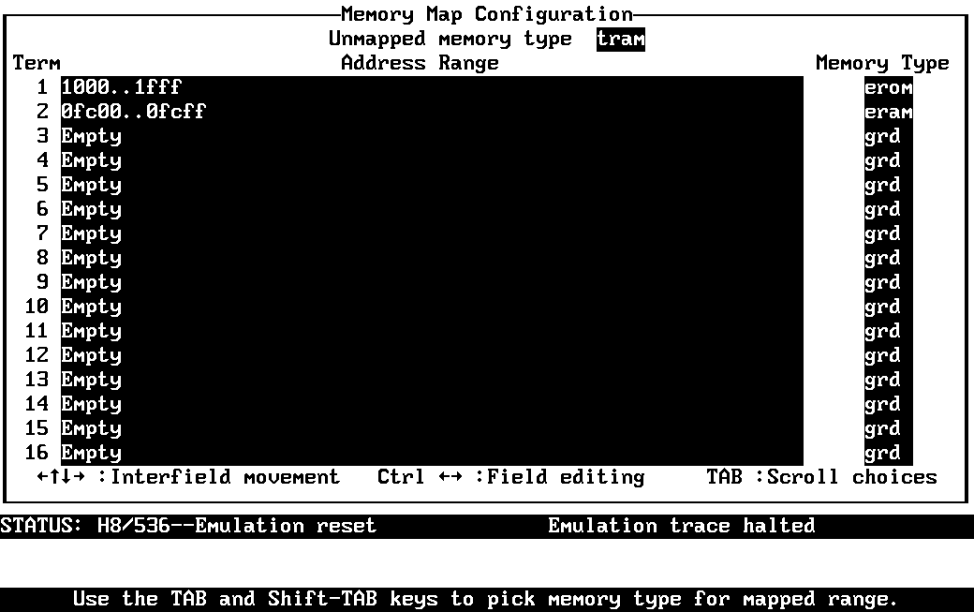 Memory Map Configuration
Unmapped memory type tram
Term Address Range Memory Type
1 1000..1fff erom
2 0fc00..0fcff eram
3 Empty grd
4 Empty grd
5 Empty grd
6 Empty grd
7 Empty grd
8 Empty grd
9 Empty grd
10 Empty grd
11 Empty grd
12 Empty grd
13 Empty grd
14 Empty grd
15 Empty grd
16 Empty grd
←↑↓→ :Interfield movement Ctrl ↔ :Field editing TAB :Scroll choices
STATUS: H8/536--Emulation reset Emulation trace halted
Use the TAB and Shift-TAB keys to pick memory type for mapped range.